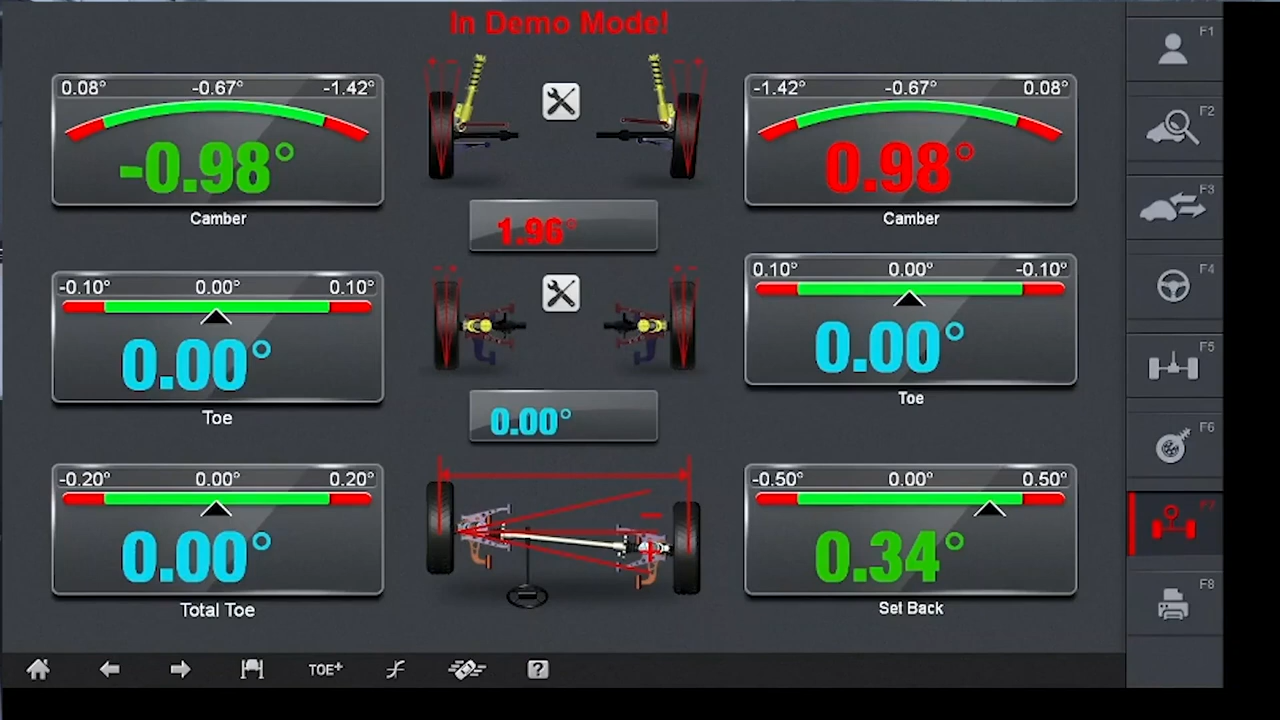 In Demo Mode!
F1
0.08° -0.67° -1.42°
-0.98°
Camber
-1.42° -0.67° 0.08°
0.98°
Camber
F2
F3
1.96°
-0.10° 0.00° 0.10°
0.00°
Toe
0.10° 0.00° -0.10°
0.00°
Toe
F4
F5
0.00°
F6
-0.20° 0.00° 0.20°
0.00°
Total Toe
-0.50° 0.00° 0.50°
0.34°
Set Back
F7
F8
TOE+
?